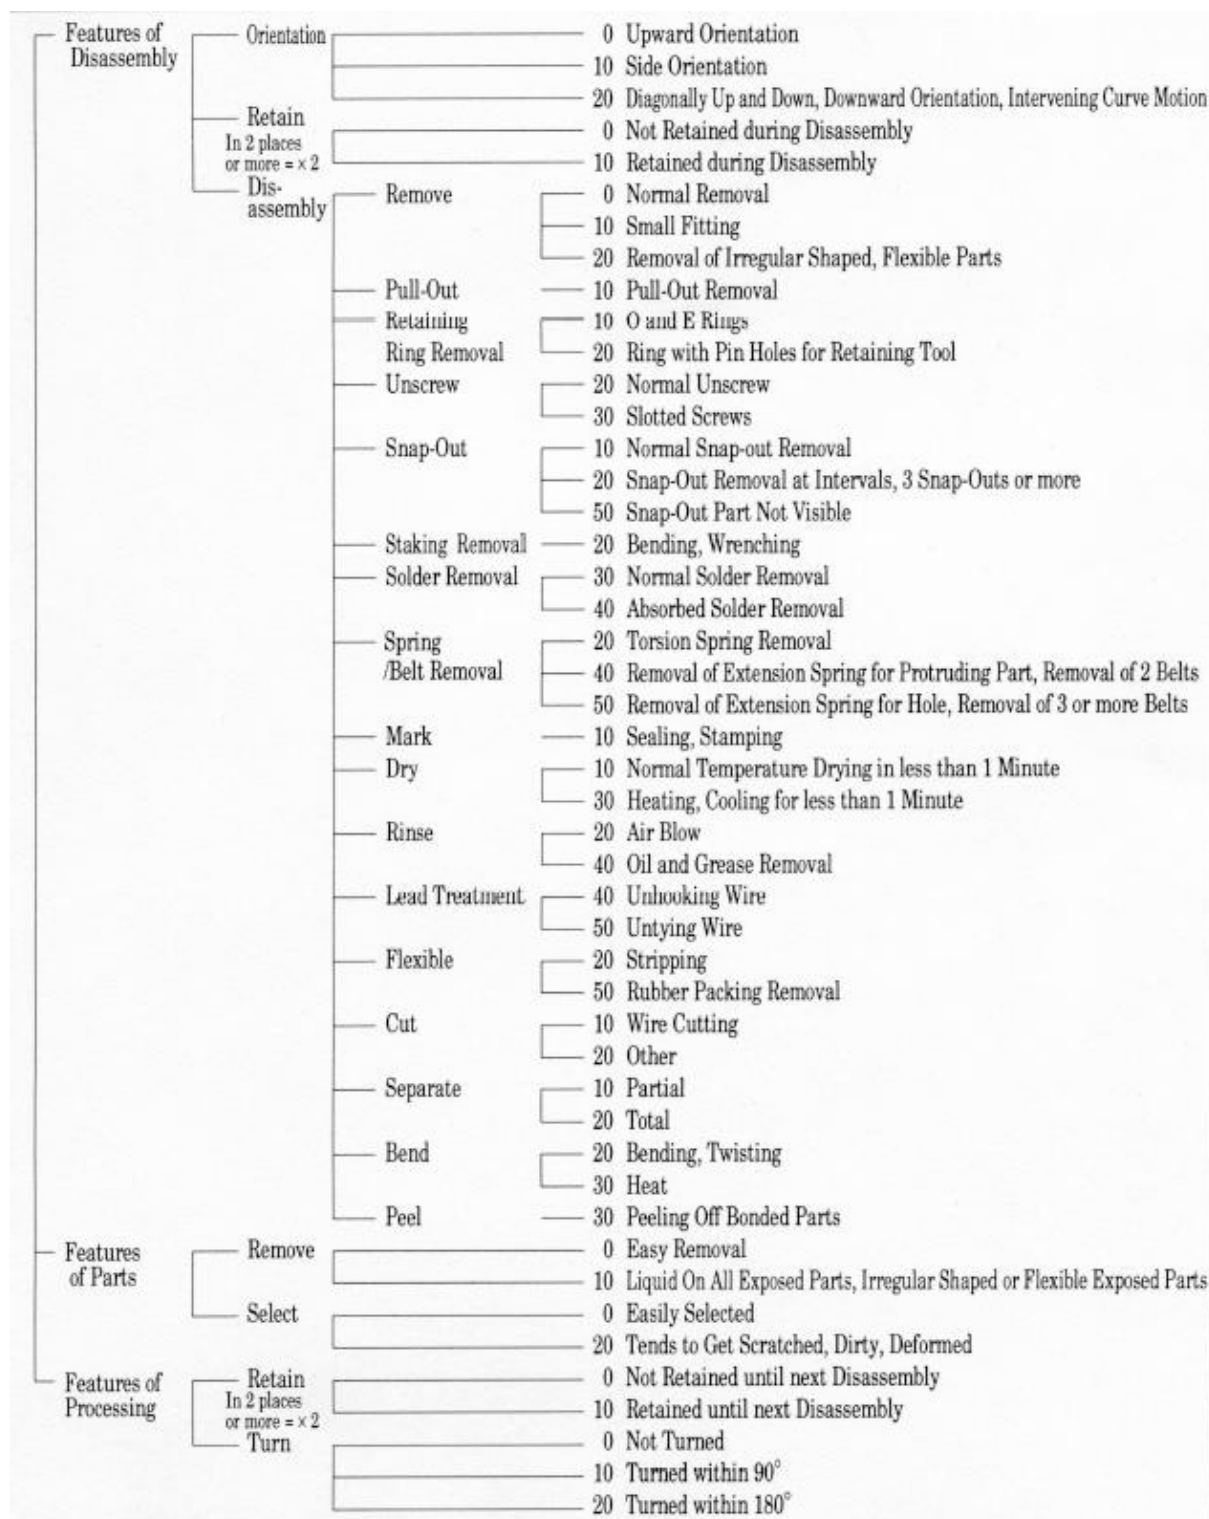 Features of Disassembly
Orientation
0 Upward Orientation
10 Side Orientation
20 Diagonally Up and Down, Downward Orientation, Intervening Curve Motion
Retain
In 2 places
or more = × 2
0 Not Retained during Disassembly
10 Retained during Disassembly
Dis-
assembly
Remove
0 Normal Removal
10 Small Fitting
20 Removal of Irregular Shaped, Flexible Parts
Pull-Out
10 Pull-Out Removal
Retaining
Ring Removal
10 O and E Rings
20 Ring with Pin Holes for Retaining Tool
Unscrew
20 Normal Unscrew
30 Slotted Screws
Snap-Out
10 Normal Snap-out Removal
20 Snap-Out Removal at Intervals, 3 Snap-Outs or more
50 Snap-Out Part Not Visible
Staking Removal
20 Bending, Wrenching
Solder Removal
30 Normal Solder Removal
40 Absorbed Solder Removal
Spring
/Belt Removal
20 Torsion Spring Removal
40 Removal of Extension Spring for Protruding Part, Removal of 2 Belts
50 Removal of Extension Spring for Hole, Removal of 3 or more Belts
Mark
10 Sealing, Stamping
Dry
10 Normal Temperature Drying in less than 1 Minute
30 Heating, Cooling for less than 1 Minute
Rinse
20 Air Blow
40 Oil and Grease Removal
Lead Treatment
40 Unhooking Wire
50 Untying Wire
Flexible
20 Stripping
50 Rubber Packing Removal
Cut
10 Wire Cutting
20 Other
Separate
10 Partial
20 Total
Bend
20 Bending, Twisting
30 Heat
Peel
30 Peeling Off Bonded Parts
Features
of Parts
Remove
0 Easy Removal
10 Liquid On All Exposed Parts, Irregular Shaped or Flexible Exposed Parts
Select
0 Easily Selected
20 Tends to Get Scratched, Dirty, Deformed
Features of
Processing
Retain
In 2 places
or more = × 2
0 Not Retained until next Disassembly
10 Retained until next Disassembly
Turn
0 Not Turned
10 Turned within 90°
20 Turned within 180°